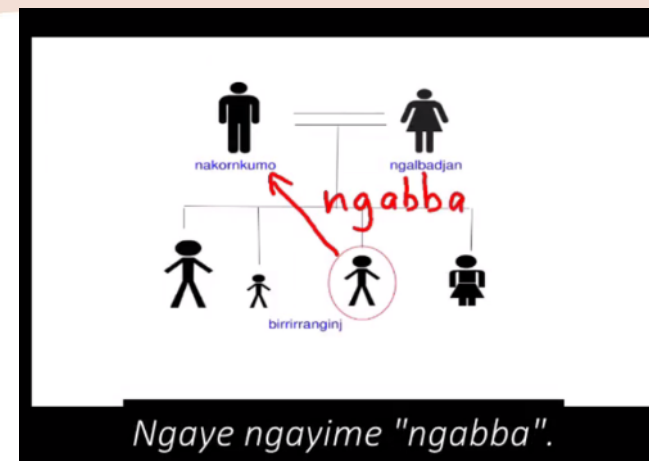 nakornkumo
ngalbadjan
ngabba
birrirranginj
Ngaye ngayime "ngabba".